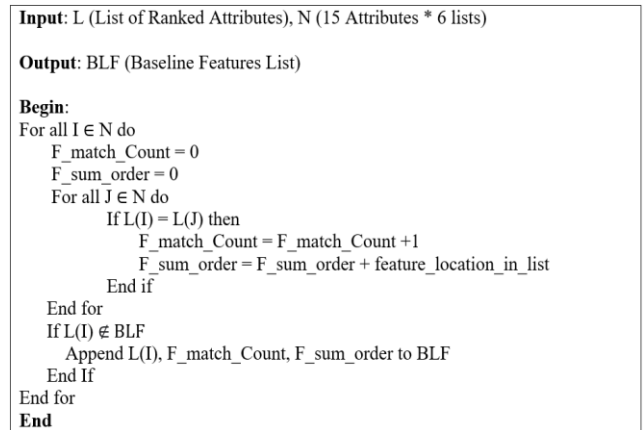 Input: L (List of Ranked Attributes), N (15 Attributes * 6 lists)
Output: BLF (Baseline Features List)
Begin:
For all I ∈ N do
F_match_Count = 0
F_sum_order = 0
For all J ∈ N do
If L(I) = L(J) then
F_match_Count = F_match_Count +1
F_sum_order = F_sum_order + feature_location_in_list
End if
End for
If L(I) ∉ BLF
Append L(I), F_match_Count, F_sum_order to BLF
End If
End for
End